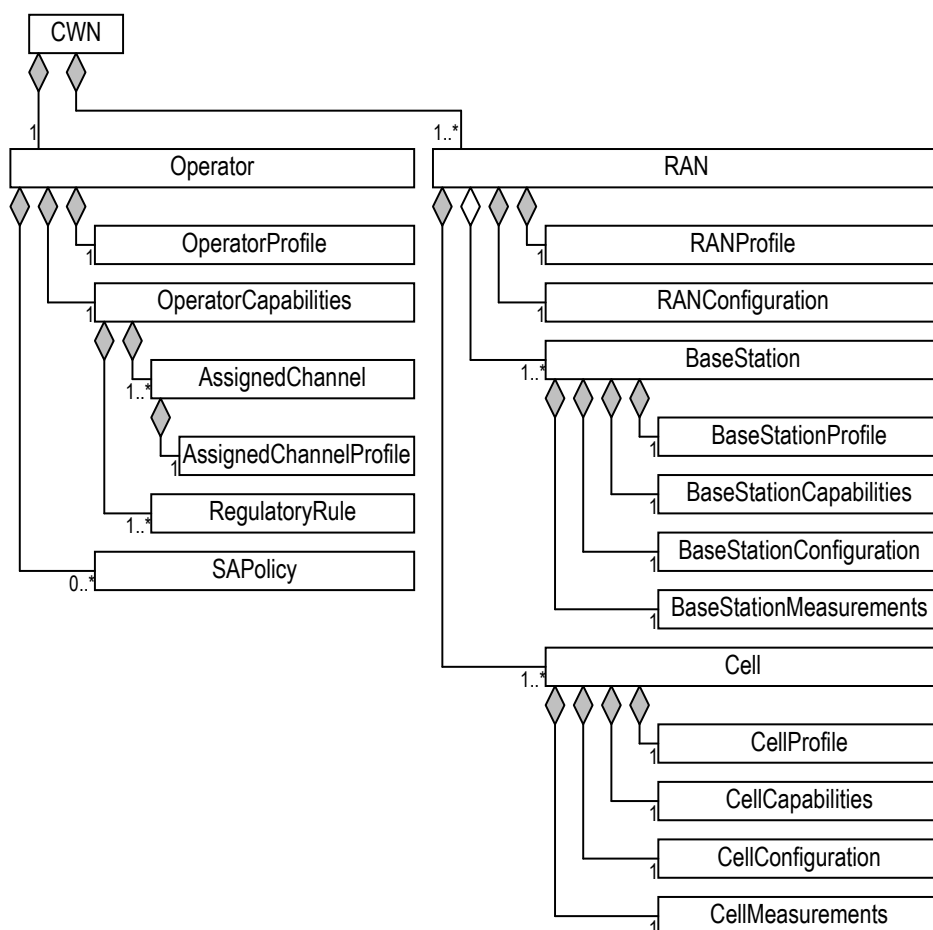 CWN
1
1..*
Operator
RAN
OperatorProfile
1
RANProfile
1
OperatorCapabilities
1
RANConfiguration
1
BaseStation
1..*
AssignedChannel
1..*
BaseStationProfile
1
AssignedChannelProfile
1
BaseStationCapabilities
1
RegulatoryRule
1..*
BaseStationConfiguration
1
SAPolicy
0..*
BaseStationMeasurements
1
Cell
1..*
CellProfile
1
CellCapabilities
1
CellConfiguration
1
CellMeasurements
1